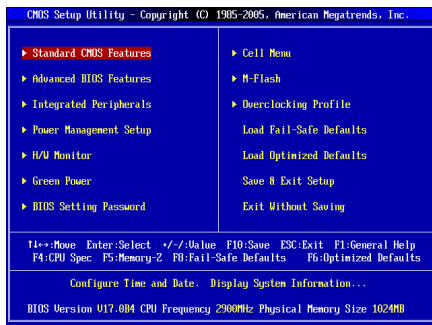 CMOS Setup Utility - Copyright (C) 1985-2005, American Megatrends, Inc.
▶ Standard CMOS Features
▶ Advanced BIOS Features
▶ Integrated Peripherals
▶ Power Management Setup
▶ H/W Monitor
▶ Green Power
▶ BIOS Setting Password
▶ Cell Menu
▶ M-Flash
▶ Overclocking Profile
Load Fail-Safe Defaults
Load Optimized Defaults
Save & Exit Setup
Exit Without Saving
↑↓←→:Move Enter:Select +/-/:Value F10:Save ESC:Exit F1:General Help
F4:CPU Spec F5:Memory-Z F8:Fail-Safe Defaults F6:Optimized Defaults
Configure Time and Date. Display System Information...
BIOS Version V17.0B4 CPU Frequency 2900MHz Physical Memory Size 1024MB